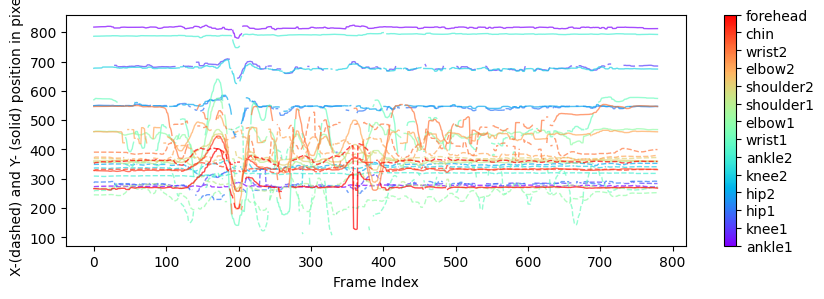 X-(dashed) and Y- (solid) position in pixe
800
700
600
500
400
300
200
100
0
100
200
300
400
500
600
700
800
Frame Index
forehead
chin
wrist2
elbow2
shoulder2
shoulder1
elbow1
wrist1
ankle2
knee2
hip2
hip1
knee1
ankle1